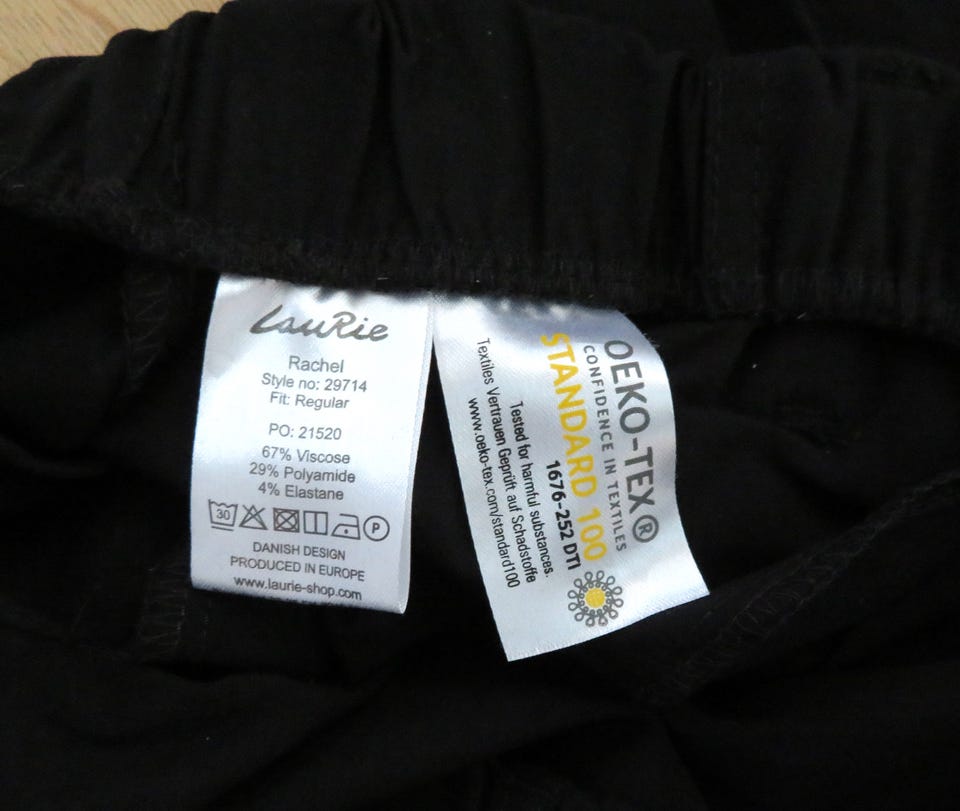 LauRie
Rachel
Style no: 29714
Fit: Regular
PO: 21520
67% Viscose
29% Polyamide
4% Elastane
30
P
DANISH DESIGN
PRODUCED IN EUROPE
www.laurie-shop.com
OEKO-TEX®
CONFIDENCE IN TEXTILES
STANDARD 100
1676-252 DTI
Tested for harmful substances.
Textiles Vertrauen Geprüft auf Schadstoffe
www.oeko-tex.com/standard100